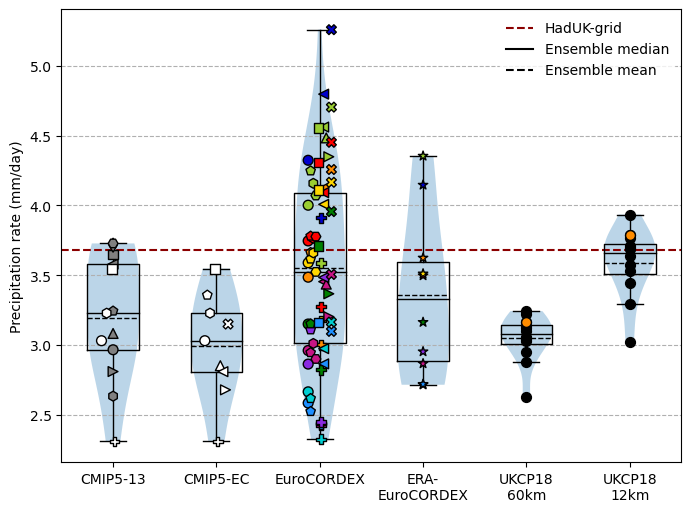 HadUK-grid
Ensemble median
Ensemble mean
Precipitation rate (mm/day)
5.0
4.5
4.0
3.5
3.0
2.5
CMIP5-13
CMIP5-EC
EuroCORDEX
ERA-
EuroCORDEX
UKCP18
60km
UKCP18
12km